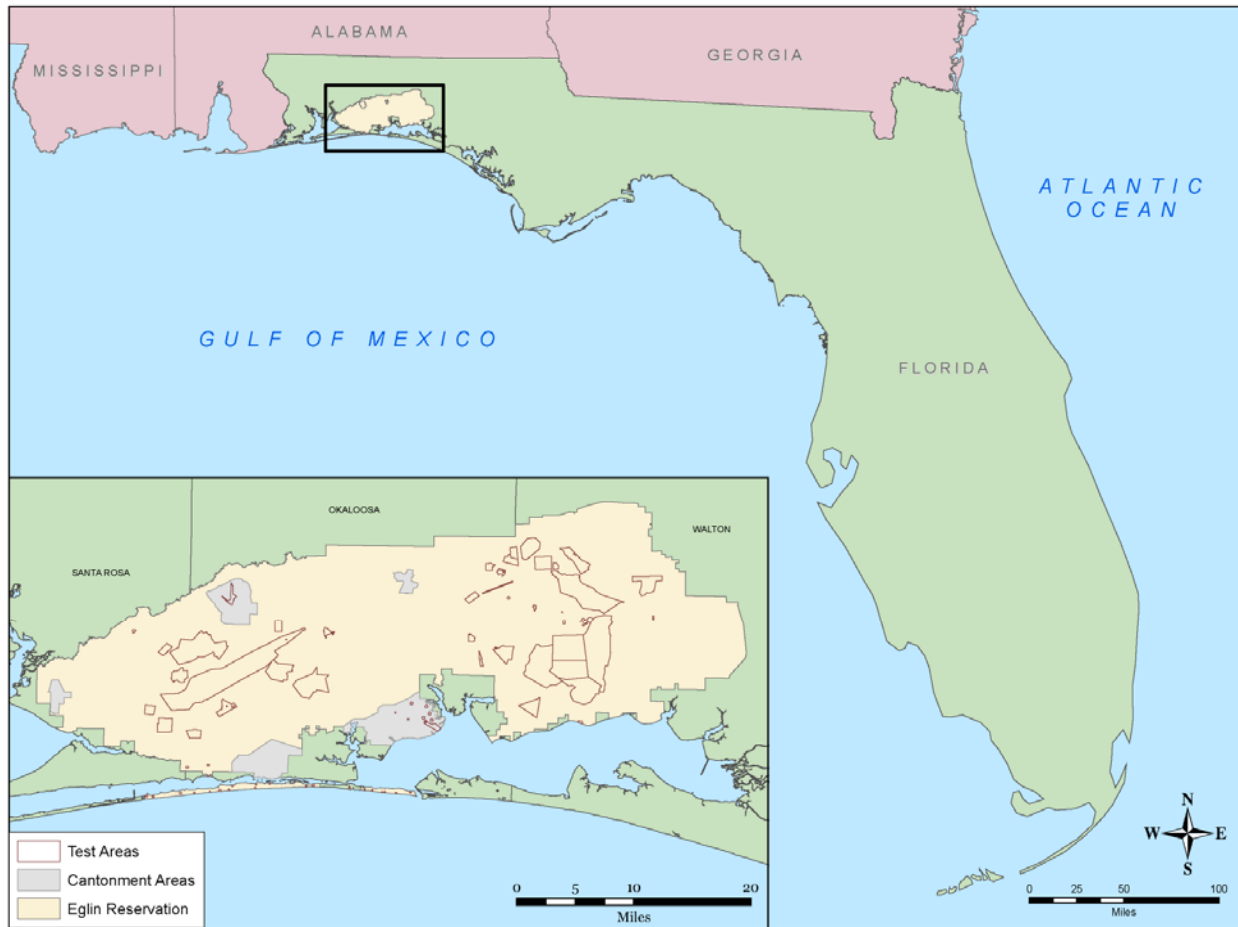 ALABAMA
GEORGIA
MISSISSIPPI
ATLANTIC
OCEAN
GULF OF MEXICO
FLORIDA
OKALOOSA
WALTON
SANTA ROSA
Test Areas
Cantonment Areas
Eglin Reservation
0 5 10 20
Miles
N
W E
S
0 25 50 100
Miles